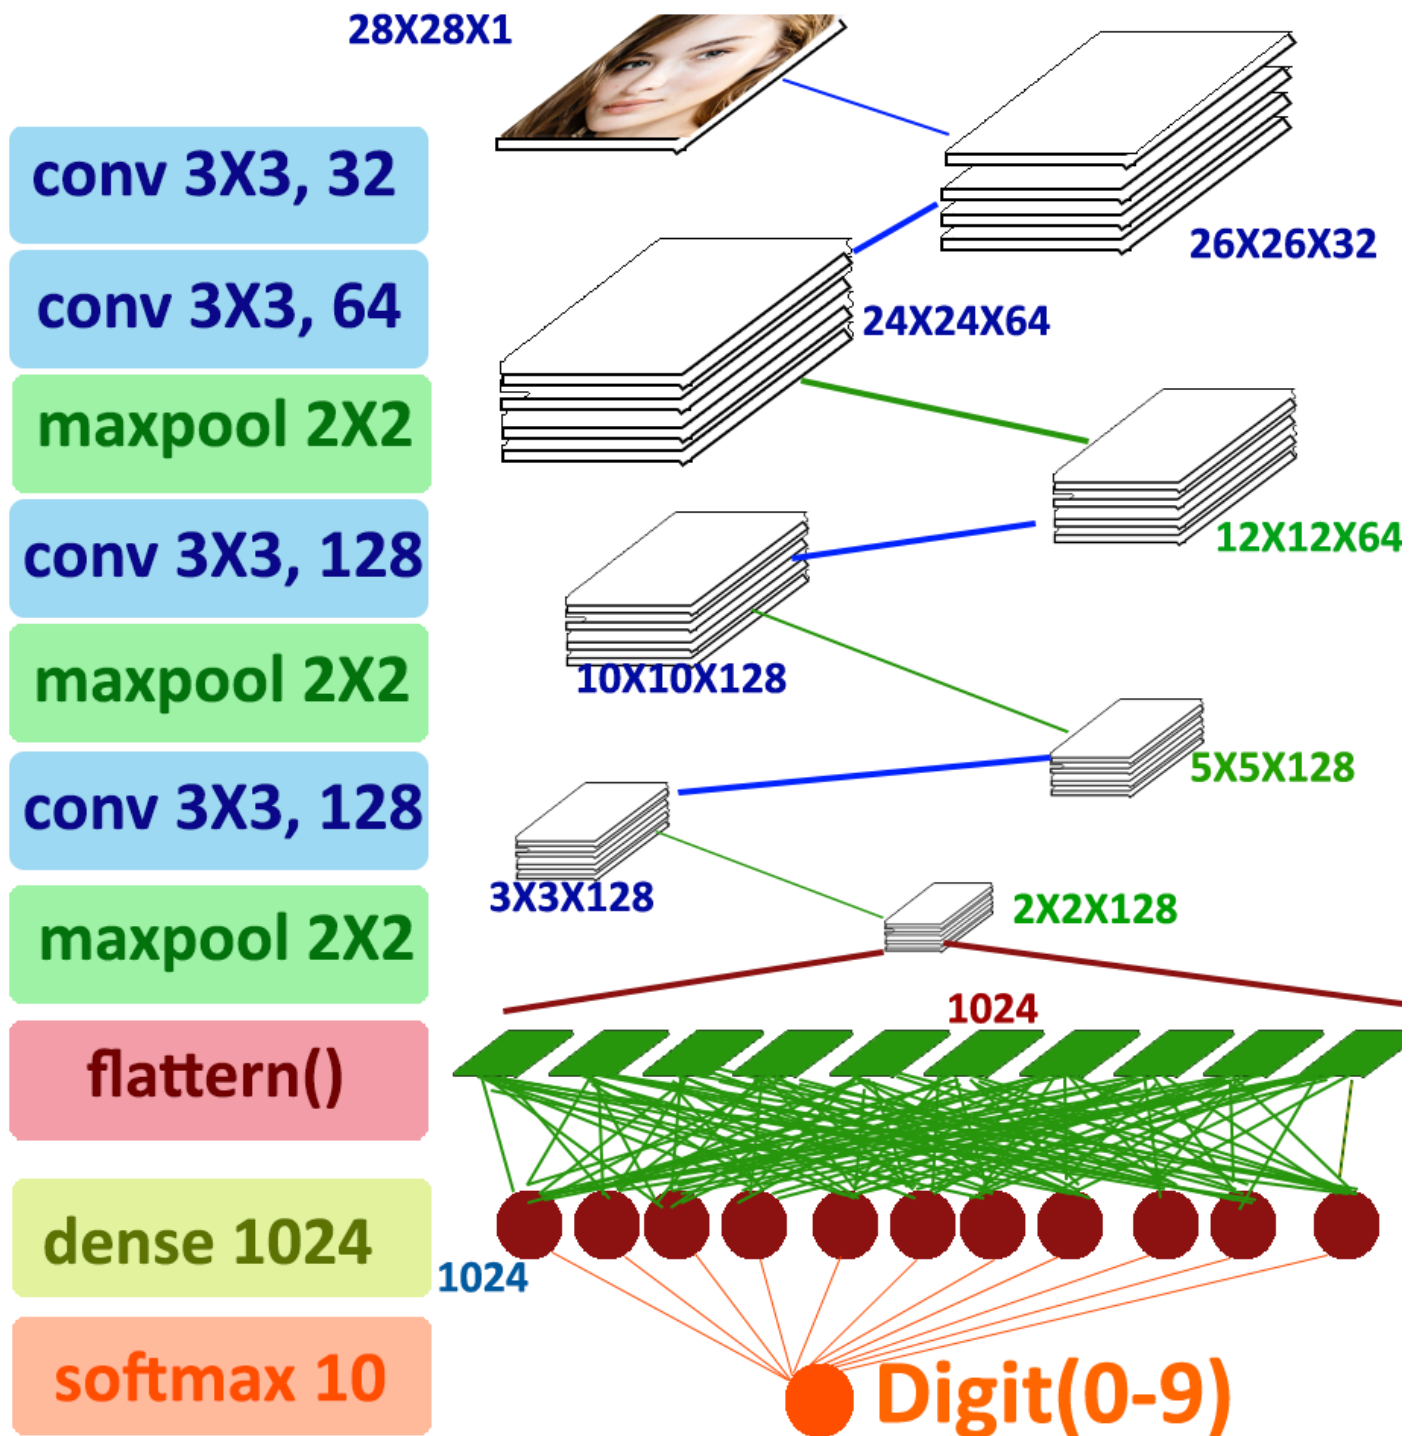 28X28X1
conv 3X3, 32
26X26X32
conv 3X3, 64
24X24X64
maxpool 2X2
12X12X64
conv 3X3, 128
10X10X128
maxpool 2X2
5X5X128
conv 3X3, 128
3X3X128
maxpool 2X2
2X2X128
1024
flattern()
dense 1024
1024
softmax 10
Digit(0-9)